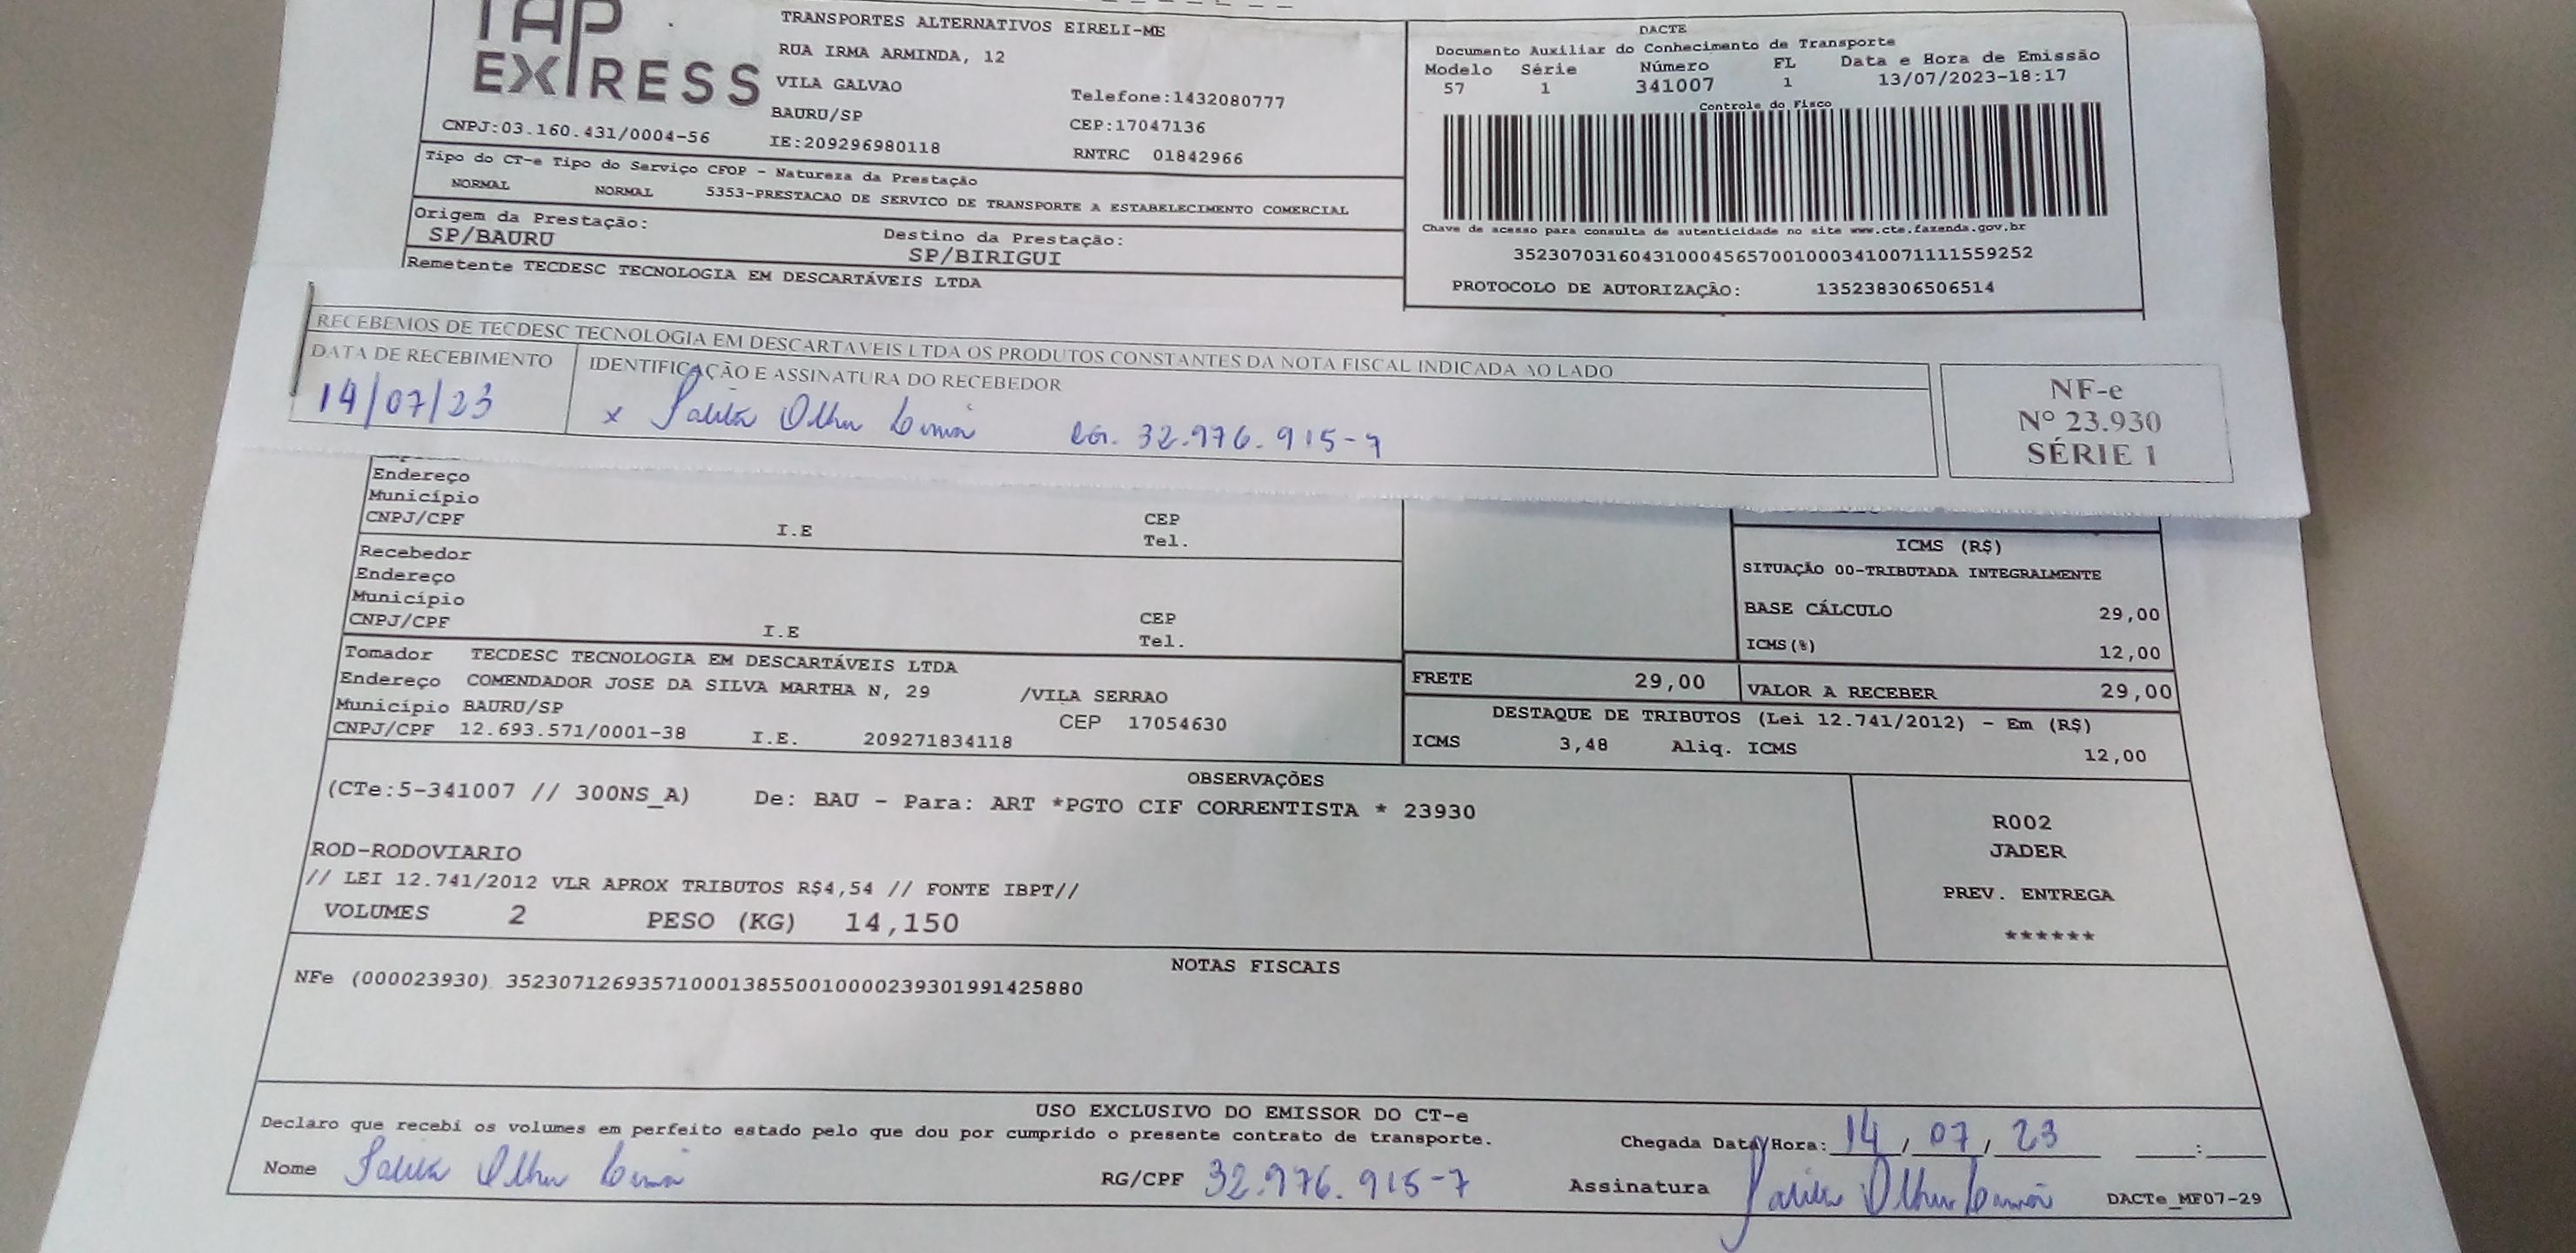 TAP
EXPRESS
TRANSPORTES ALTERNATIVOS EIRELI-ME
RUA IRMA ARMINDA, 12
VILA GALVAO
BAURU/SP
Telefone:1432080777
CEP:17047136
CNPJ:03.160.431/0004-56
IE:209296980118
RNTRC 01842966
Tipo do CT-e Tipo do Serviço CFOP - Natureza da Prestação
NORMAL NORMAL 5353-PRESTACAO DE SERVICO DE TRANSPORTE A ESTABELECIMENTO COMERCIAL
Origem da Prestação:
SP/BAURU
Destino da Prestação:
SP/BIRIGUI
Remetente TECDESC TECNOLOGIA EM DESCARTÁVEIS LTDA
DACTE
Documento Auxiliar do Conhecimento de Transporte
Modelo Série Número FL Data e Hora de Emissão
57 1 341007 1 13/07/2023-18:17
Controle do Fisco
Chave de acesso para consulta de autenticidade no site www.cte.fazenda.gov.br
35230703160431000456570010003410071111559252
PROTOCOLO DE AUTORIZAÇÃO: 135238306506514
RECEBEMOS DE TECDESC TECNOLOGIA EM DESCARTAVEIS LTDA OS PRODUTOS CONSTANTES DA NOTA FISCAL INDICADA AO LADO
DATA DE RECEBIMENTO
14/07/23
IDENTIFICAÇÃO E ASSINATURA DO RECEBEDOR
x 32.976.915-7
NF-e
Nº 23.930
SÉRIE 1
Endereço
Município
CNPJ/CPF I.E CEP
Tel.
Recebedor
Endereço
Município
CNPJ/CPF I.E CEP
Tel.
Tomador TECDESC TECNOLOGIA EM DESCARTÁVEIS LTDA
Endereço COMENDADOR JOSE DA SILVA MARTHA N, 29 /VILA SERRAO
Município BAURU/SP CEP 17054630
CNPJ/CPF 12.693.571/0001-38 I.E. 209271834118
ICMS (R$)
SITUAÇÃO 00-TRIBUTADA INTEGRALMENTE
BASE CÁLCULO 29,00
ICMS(%) 12,00
FRETE 29,00 VALOR A RECEBER 29,00
DESTAQUE DE TRIBUTOS (Lei 12.741/2012) - Em (R$)
ICMS 3,48 Aliq. ICMS 12,00
OBSERVAÇÕES
(CTe:5-341007 // 300NS_A) De: BAU - Para: ART *PGTO CIF CORRENTISTA * 23930
ROD-RODOVIARIO
// LEI 12.741/2012 VLR APROX TRIBUTOS R$4,54 // FONTE IBPT//
VOLUMES 2 PESO (KG) 14,150
R002
JADER
PREV. ENTREGA
******
NOTAS FISCAIS
NFe (000023930) 35230712693571000138550010000239301991425880
USO EXCLUSIVO DO EMISSOR DO CT-e
Declaro que recebi os volumes em perfeito estado pelo que dou por cumprido o presente contrato de transporte.
Chegada Data/Hora: 14 / 07 / 23 :
Nome RG/CPF 32.976.915-7 Assinatura
DACTe_MF07-29